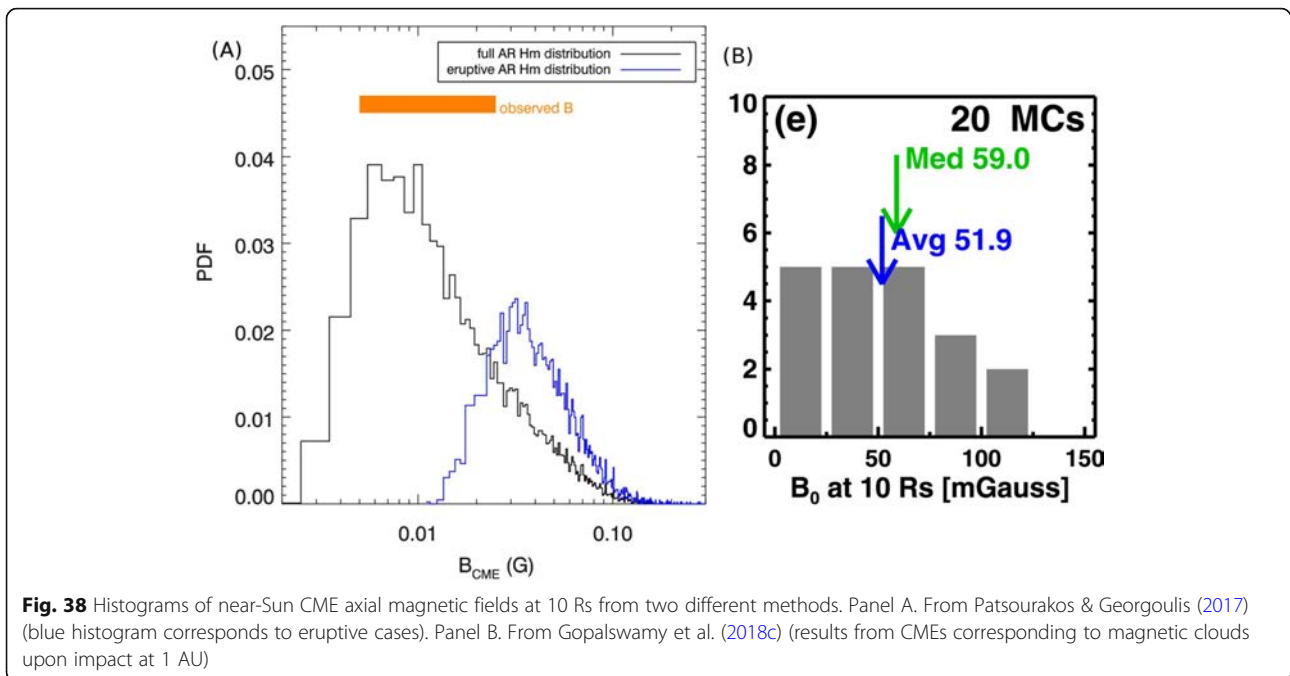 (A)
full AR Hm distribution
eruptive AR Hm distribution
observed B
0.05
0.04
0.03
0.02
0.01
0.00
PDF
0.01
0.10
B_CME (G)
(B)
(e) 20 MCs
Med 59.0
Avg 51.9
10
8
6
4
2
0
0 50 100 150
B_0 at 10 Rs [mGauss]
Fig. 38 Histograms of near-Sun CME axial magnetic fields at 10 Rs from two different methods. Panel A. From Patsourakos & Georgoulis (2017)
(blue histogram corresponds to eruptive cases). Panel B. From Gopalswamy et al. (2018c) (results from CMEs corresponding to magnetic clouds
upon impact at 1 AU)